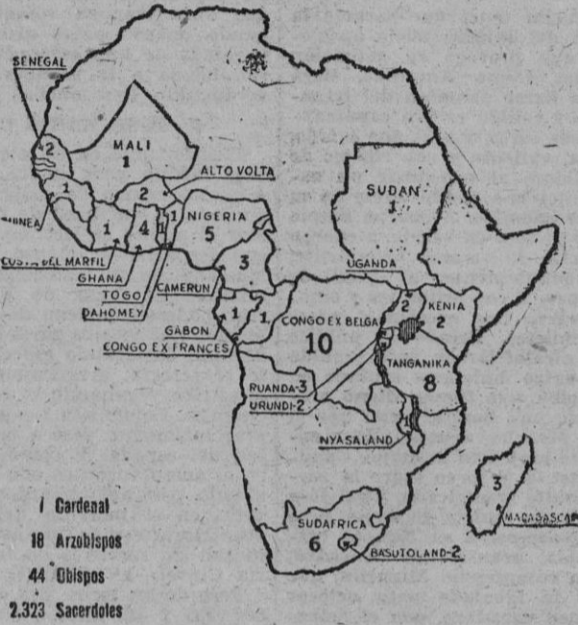 SENEGAL
2
MALI
1
ALTO VOLTA
2
SUDAN
1
1
GUINEA
1
4
1
1
NIGERIA
5
COSTA DEL MARFIL
GHANA
TOGO
DAHOMEY
CAMERUN
3
UGANDA
2
KENIA
2
GABON
1
1
CONGO EX FRANCES
CONGO EX BELGA
10
TANGANIKA
8
RUANDA-3
URUNDI-2
NYASALAND
3
MADAGASCAR
SUDAFRICA
6
BASUTOLAND-2
1 Cardenal
18 Arzobispos
44 Obispos
2.323 Sacerdotes